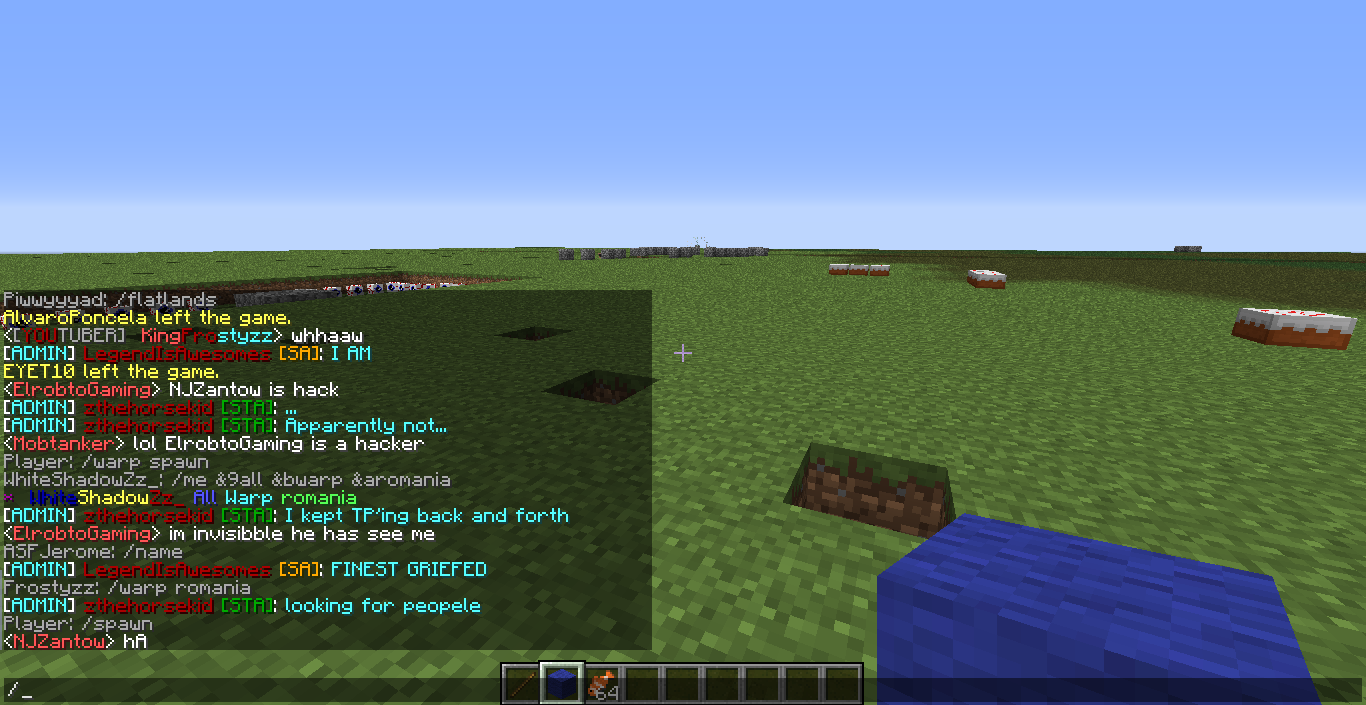 Piwwyyyad: /flatlands
AlvaroPoncela left the game.
<[YOUTUBER] KingFrostyzz> whhaaw
[ADMIN] LegendIsAwesomes [SA]: I AM
EYET10 left the game.
<ElrobtoGaming> NJZantow is hack
[ADMIN] zthehorsekid [STA]: ...
[ADMIN] zthehorsekid [STA]: Apparently not...
<Mobtanker> lol ElrobtoGaming is a hacker
Player: /warp spawn
WhiteShadowZz_: /me &9all &bwarp &aromania
* WhiteShadowZz_ All Warp romania
[ADMIN] zthehorsekid [STA]: I kept TP'ing back and forth
<ElrobtoGaming> im invisibble he has see me
ASFJerome: /name
[ADMIN] LegendIsAwesomes [SA]: FINEST GRIEFED
Frostyzz: /warp romania
[ADMIN] zthehorsekid [STA]: looking for peopele
Player: /spawn
<NJZantow> hA
/_
64